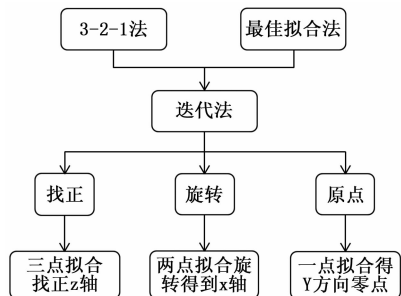 3-2-1法
最佳拟合法
迭代法
找正
旋转
原点
三点拟合
找正z轴
两点拟合旋
转得到x轴
一点拟合得
Y方向零点